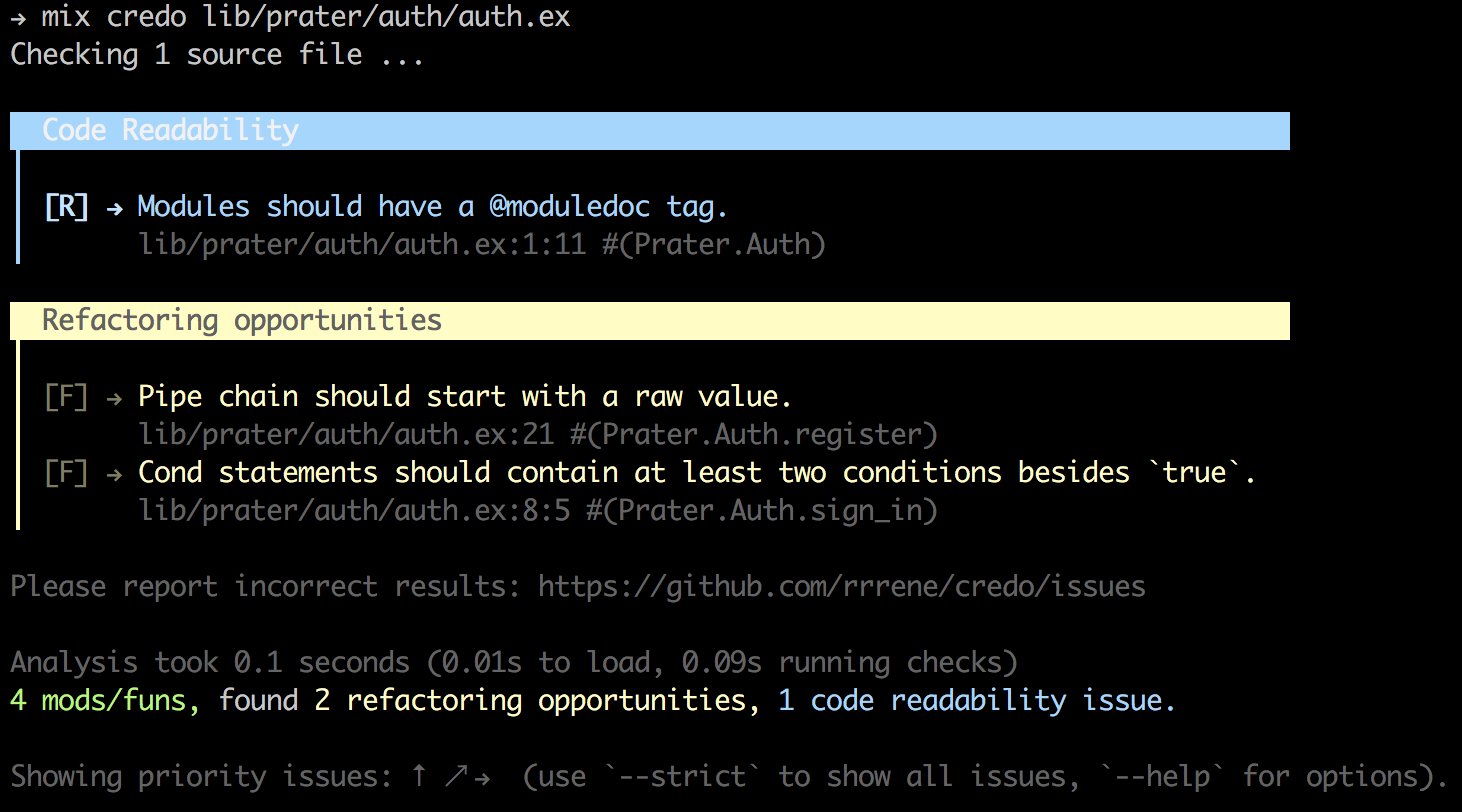 → mix credo lib/prater/auth/auth.ex
Checking 1 source file ...
Code Readability
[R] → Modules should have a @moduledoc tag.
lib/prater/auth/auth.ex:1:11 #(Prater.Auth)
Refactoring opportunities
[F] → Pipe chain should start with a raw value.
lib/prater/auth/auth.ex:21 #(Prater.Auth.register)
[F] → Cond statements should contain at least two conditions besides `true`.
lib/prater/auth/auth.ex:8:5 #(Prater.Auth.sign_in)
Please report incorrect results: https://github.com/rrrene/credo/issues
Analysis took 0.1 seconds (0.01s to load, 0.09s running checks)
4 mods/funs, found 2 refactoring opportunities, 1 code readability issue.
Showing priority issues: ↑ ↗ →  (use `--strict` to show all issues, `--help` for options).